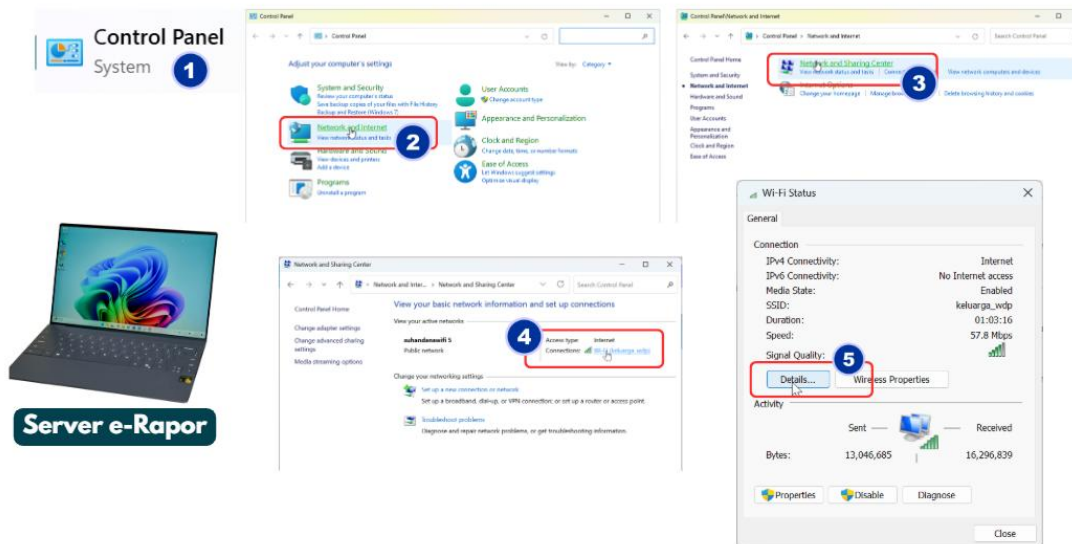 Control Panel
System
1
Control Panel
Control Panel
Adjust your computer's settings
View by: Category
System and Security
Review your computer's status
Save backup copies of your files with File History
Backup and Restore (Windows 7)
Network and Internet
View network status and tasks
2
Hardware and Sound
View devices and printers
Add a device
Programs
Uninstall a program
User Accounts
Change account type
Appearance and Personalization
Clock and Region
Change date, time, or number formats
Ease of Access
Let Windows suggest settings
Optimize visual display
Control Panel\Network and Internet
Control Panel > Network and Internet
Search Control Panel
Control Panel Home
System and Security
Network and Internet
Hardware and Sound
Programs
User Accounts
Appearance and
Personalization
Clock and Region
Ease of Access
Network and Sharing Center
View network status and tasks
View network computers and devices
3
Internet Options
Change your homepage
Delete browsing history and cookies
Server e-Rapor
Network and Sharing Center
Network and Inter... > Network and Sharing Center
Search Control Panel
Control Panel Home
Change adapter settings
Change advanced sharing
settings
Media streaming options
View your basic network information and set up connections
View your active networks
Public network
4
Access type: Internet
Connections:
Change your networking settings
Set up a new connection or network
Set up a broadband, dial-up, or VPN connection; or set up a router or access point.
Troubleshoot problems
Diagnose and repair network problems, or get troubleshooting information.
Wi-Fi Status
General
Connection
IPv4 Connectivity: Internet
IPv6 Connectivity: No Internet access
Media State: Enabled
SSID: keluarga_wdp
Duration: 01:03:16
Speed: 57.8 Mbps
Signal Quality:
5
Details...
Wireless Properties
Activity
Sent — Received
Bytes: 13,046,685 16,296,839
Properties
Disable
Diagnose
Close